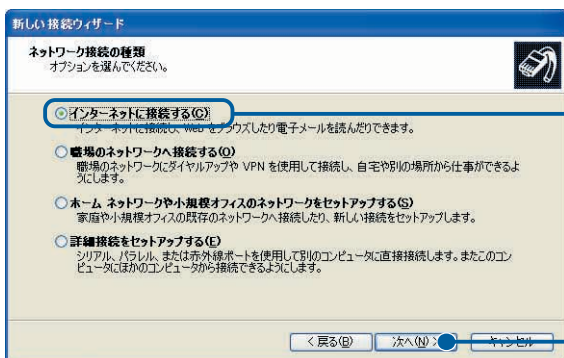 新しい接続ウィザード
ネットワーク接続の種類
オプションを選んでください。
インターネットに接続する(C)
インターネットに接続し、Web をブラウズしたり電子メールを読んだりできます。
職場のネットワークへ接続する(O)
職場のネットワークにダイヤルアップや VPN を使用して接続し、自宅や別の場所から仕事ができるよ
うにします。
ホーム ネットワークや小規模オフィスのネットワークをセットアップする(S)
家庭や小規模オフィスの既存のネットワークへ接続したり、新しい接続をセットアップします。
詳細接続をセットアップする(E)
シリアル、パラレル、または赤外線ポートを使用して別のコンピュータに直接接続します。またこのコン
ピュータにほかのコンピュータから接続できるようにします。
< 戻る(B) 次へ(N) > キャンセル